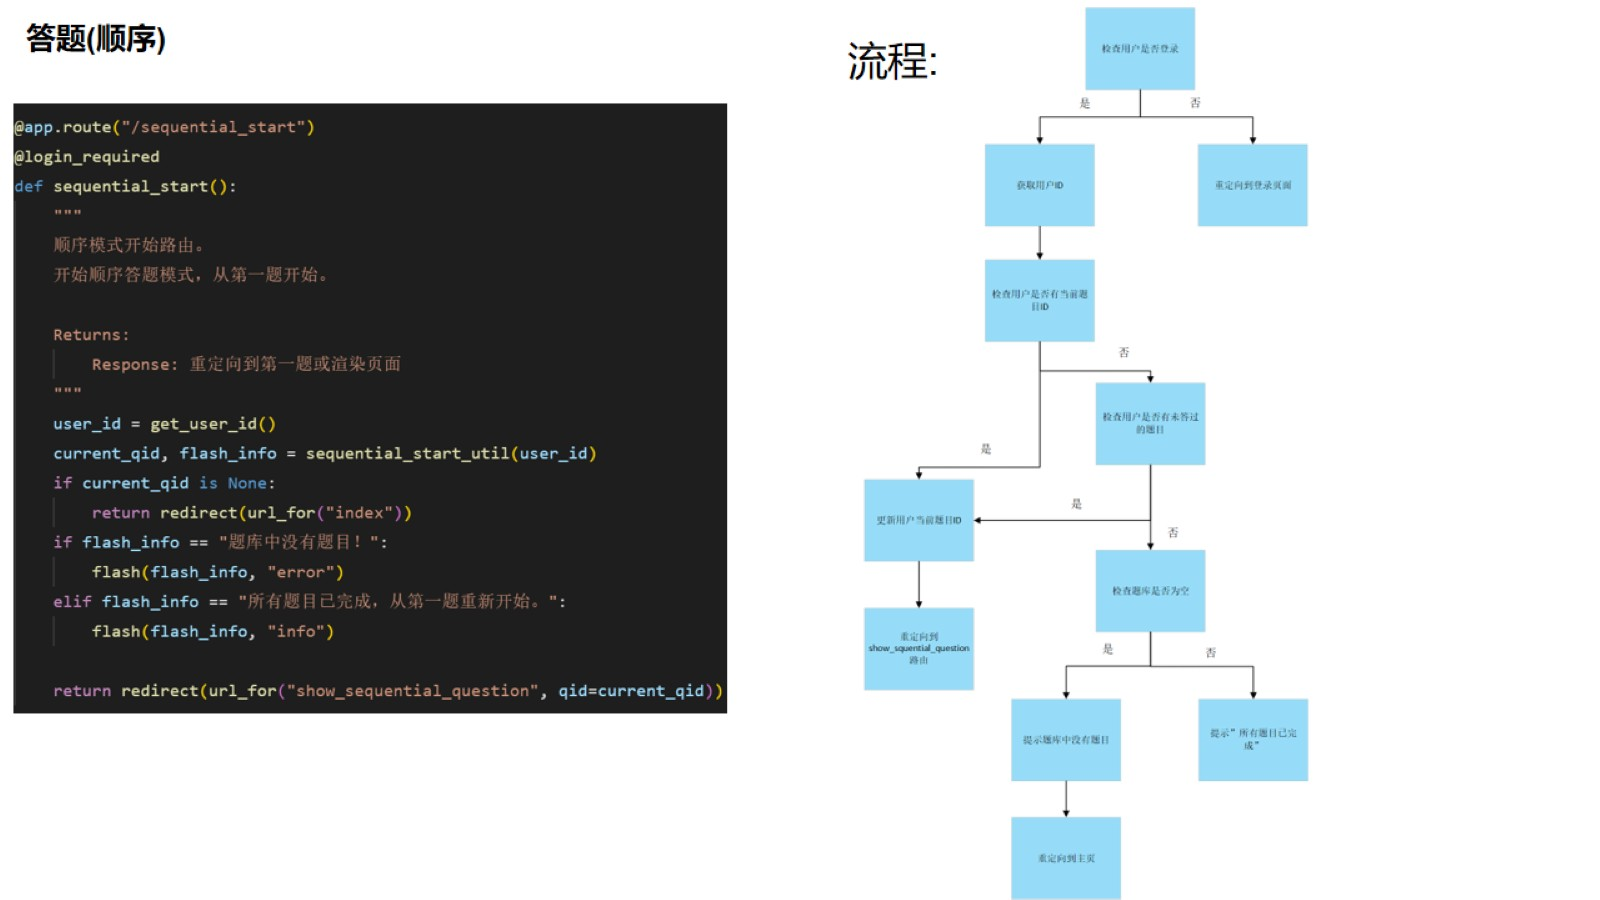 答题(顺序)
@app.route("/sequential_start")
@login_required
def sequential_start():
"""
顺序模式开始路由。
开始顺序答题模式，从第一题开始。
Returns:
Response: 重定向到第一题或渲染页面
"""
user_id = get_user_id()
current_qid, flash_info = sequential_start_util(user_id)
if current_qid is None:
return redirect(url_for("index"))
if flash_info == "题库中没有题目！":
flash(flash_info, "error")
elif flash_info == "所有题目已完成，从第一题重新开始。":
flash(flash_info, "info")
return redirect(url_for("show_sequential_question", qid=current_qid))
流程:
检查用户是否登录
是
否
获取用户ID
重定向到登录页面
检查用户是否有当前题
目ID
否
检查用户是否有未答过
的题目
是
更新用户当前题目ID
是
否
检查题库是否为空
重定向到
show_squential_question
路由
是
否
提示题库中没有题目
提示”所有题目已完
成”
重定向到主页